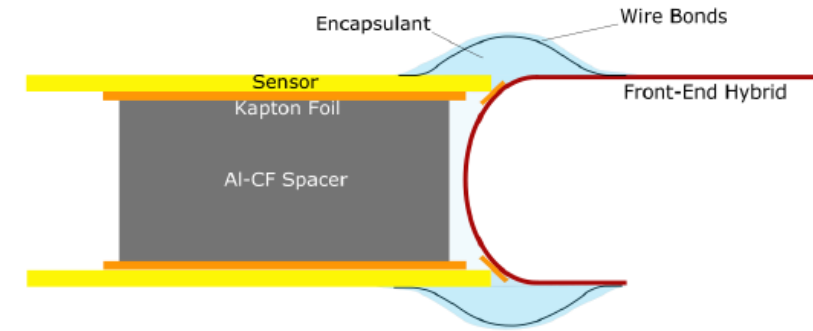 Wire Bonds
Encapsulant
Sensor
Front-End Hybrid
Kapton Foil
Al-CF Spacer